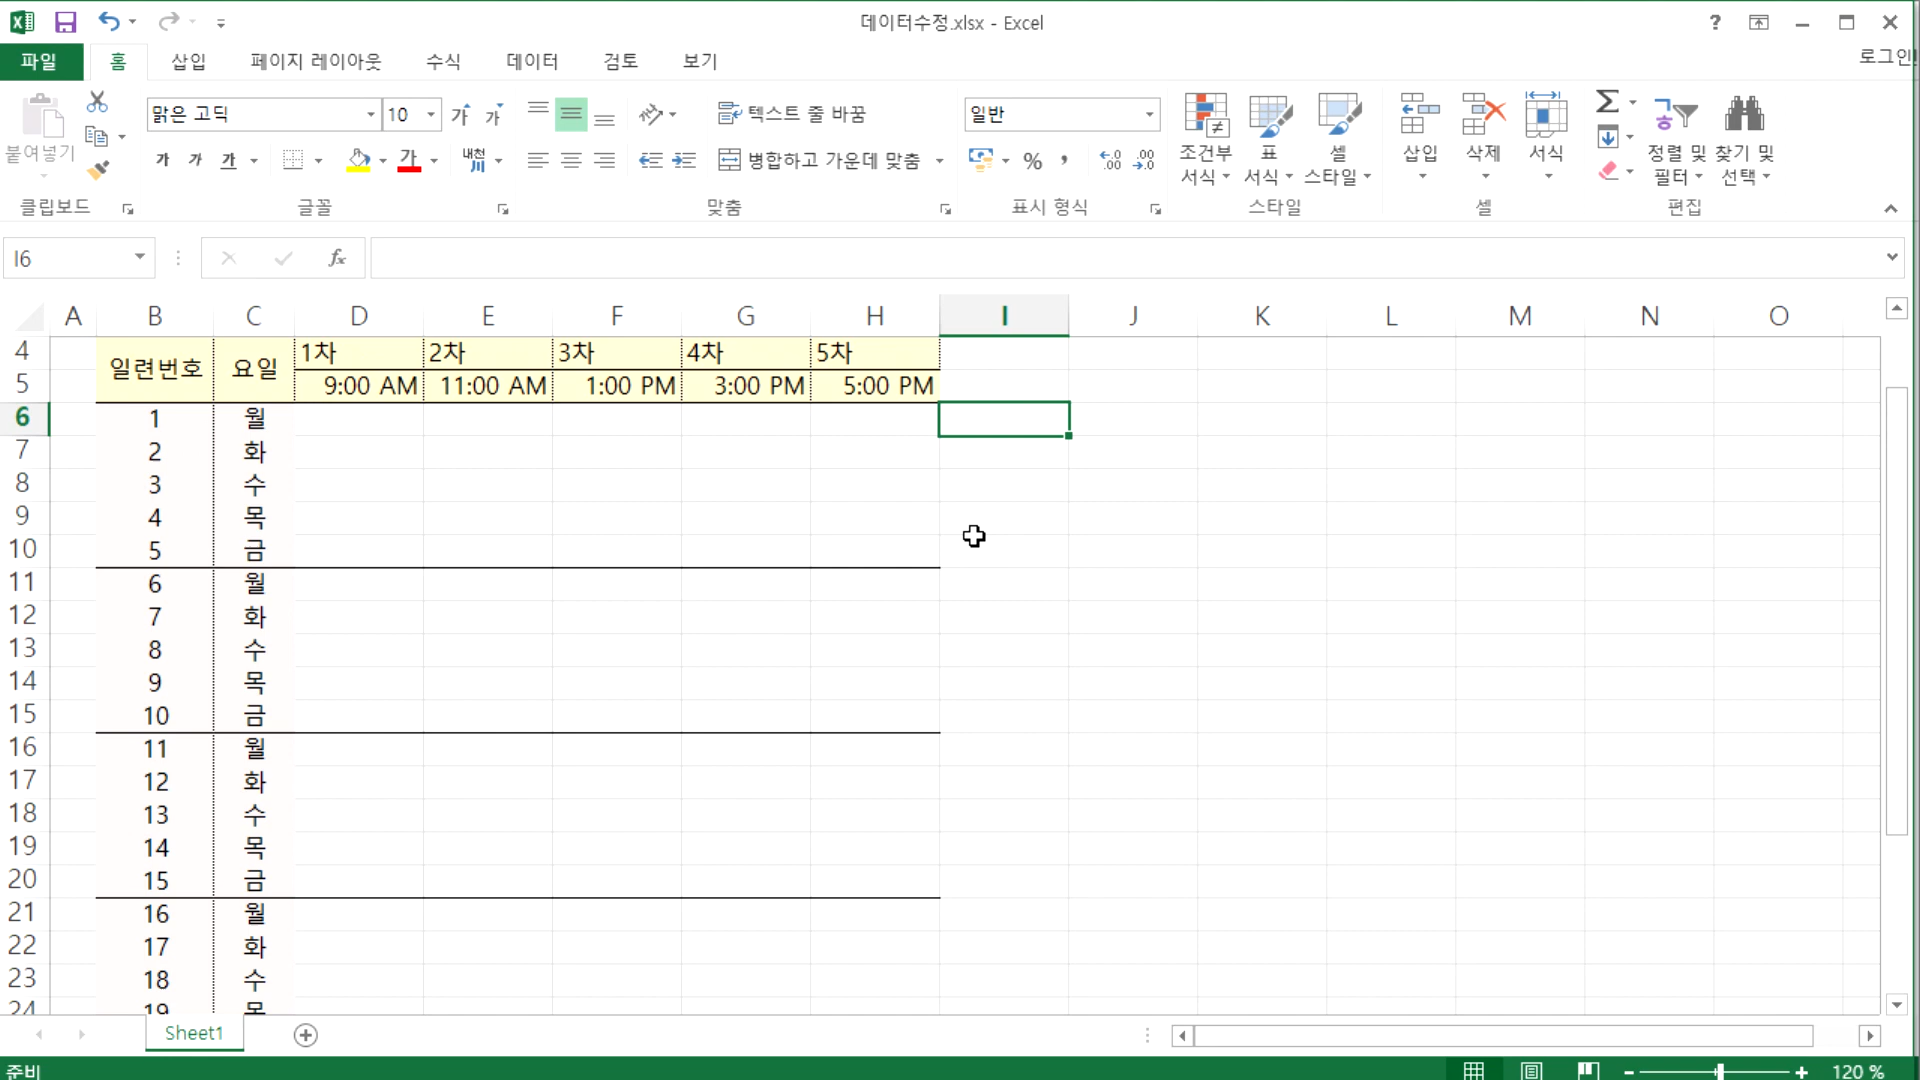 데이터수정.xlsx - Excel
?
로그인
파일 홈 삽입 페이지 레이아웃 수식 데이터 검토 보기
붙여넣기
맑은 고딕 10 가 가
가 가 가 가 내천
텍스트 줄 바꿈
병합하고 가운데 맞춤
일반
% , .00 .00
조건부 서식
표 서식
셀 스타일
삽입 삭제 서식
정렬 및 필터
찾기 및 선택
클립보드 글꼴 맞춤 표시 형식 스타일 셀 편집
I6 fx
A B C D E F G H I J K L M N O
4 일련번호 요일 1차 2차 3차 4차 5차
5 9:00 AM 11:00 AM 1:00 PM 3:00 PM 5:00 PM
6 1 월
7 2 화
8 3 수
9 4 목
10 5 금
11 6 월
12 7 화
13 8 수
14 9 목
15 10 금
16 11 월
17 12 화
18 13 수
19 14 목
20 15 금
21 16 월
22 17 화
23 18 수
24 19 목
Sheet1
준비 120 %